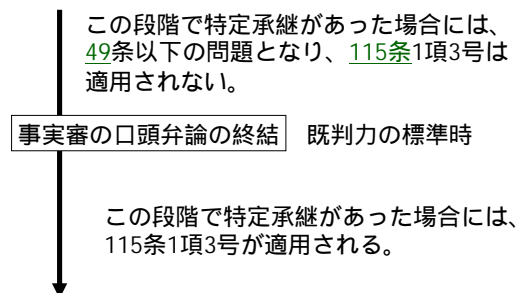 この段階で特定承継があった場合には、
49条以下の問題となり、115条1項3号は
適用されない。
事実審の口頭弁論の終結 既判力の標準時
この段階で特定承継があった場合には、
115条1項3号が適用される。